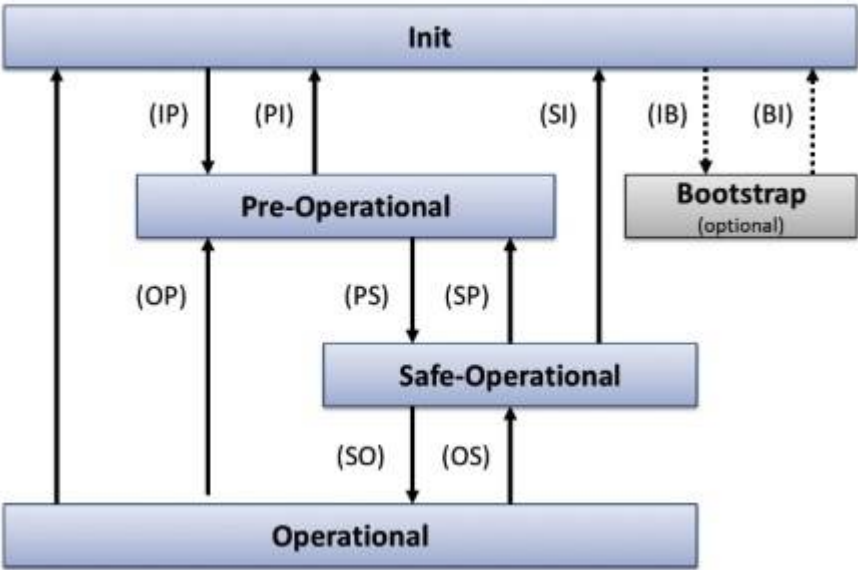 Init
(IP)
(PI)
(SI)
(IB)
(BI)
Pre-Operational
Bootstrap
(optional)
(OP)
(PS)
(SP)
Safe-Operational
(SO)
(OS)
Operational